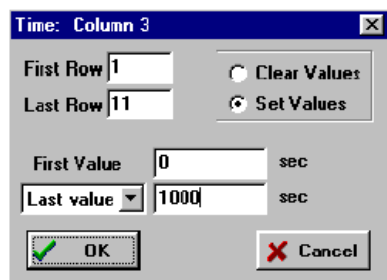 Time: Column 3
First Row 1
Last Row 11
Clear Values
Set Values
First Value 0 sec
Last value 1000 sec
OK
Cancel